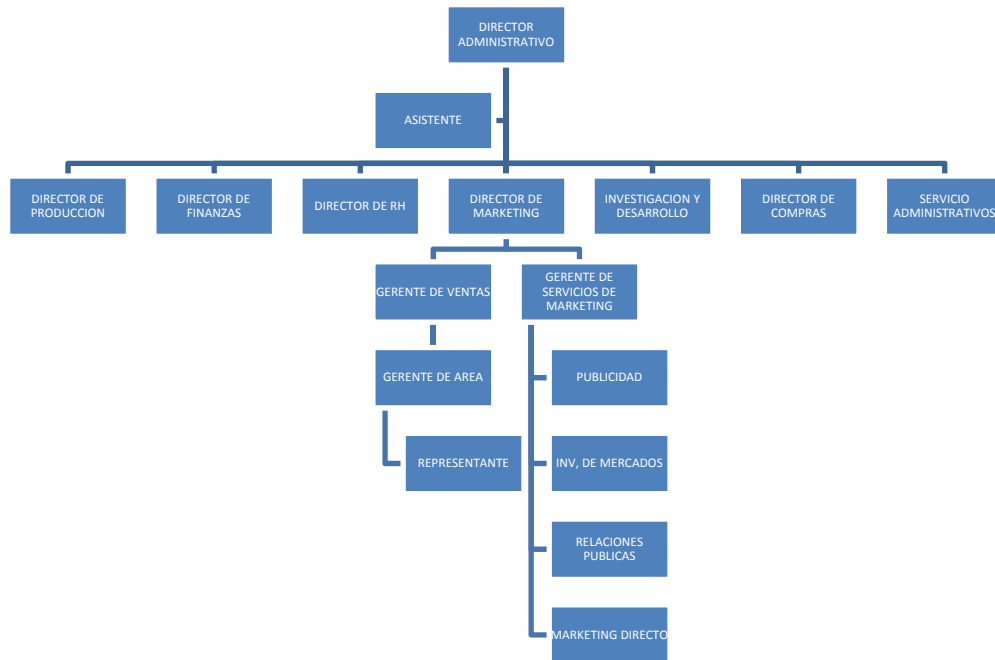 DIRECTOR
ADMINISTRATIVO
ASISTENTE
DIRECTOR DE
PRODUCCION
DIRECTOR DE
FINANZAS
DIRECTOR DE RH
DIRECTOR DE
MARKETING
INVESTIGACION Y
DESARROLLO
DIRECTOR DE
COMPRAS
SERVICIO
ADMINISTRATIVOS
GERENTE DE VENTAS
GERENTE DE
SERVICIOS DE
MARKETING
GERENTE DE AREA
PUBLICIDAD
REPRESENTANTE
INV, DE MERCADOS
RELACIONES
PUBLICAS
MARKETING DIRECTO